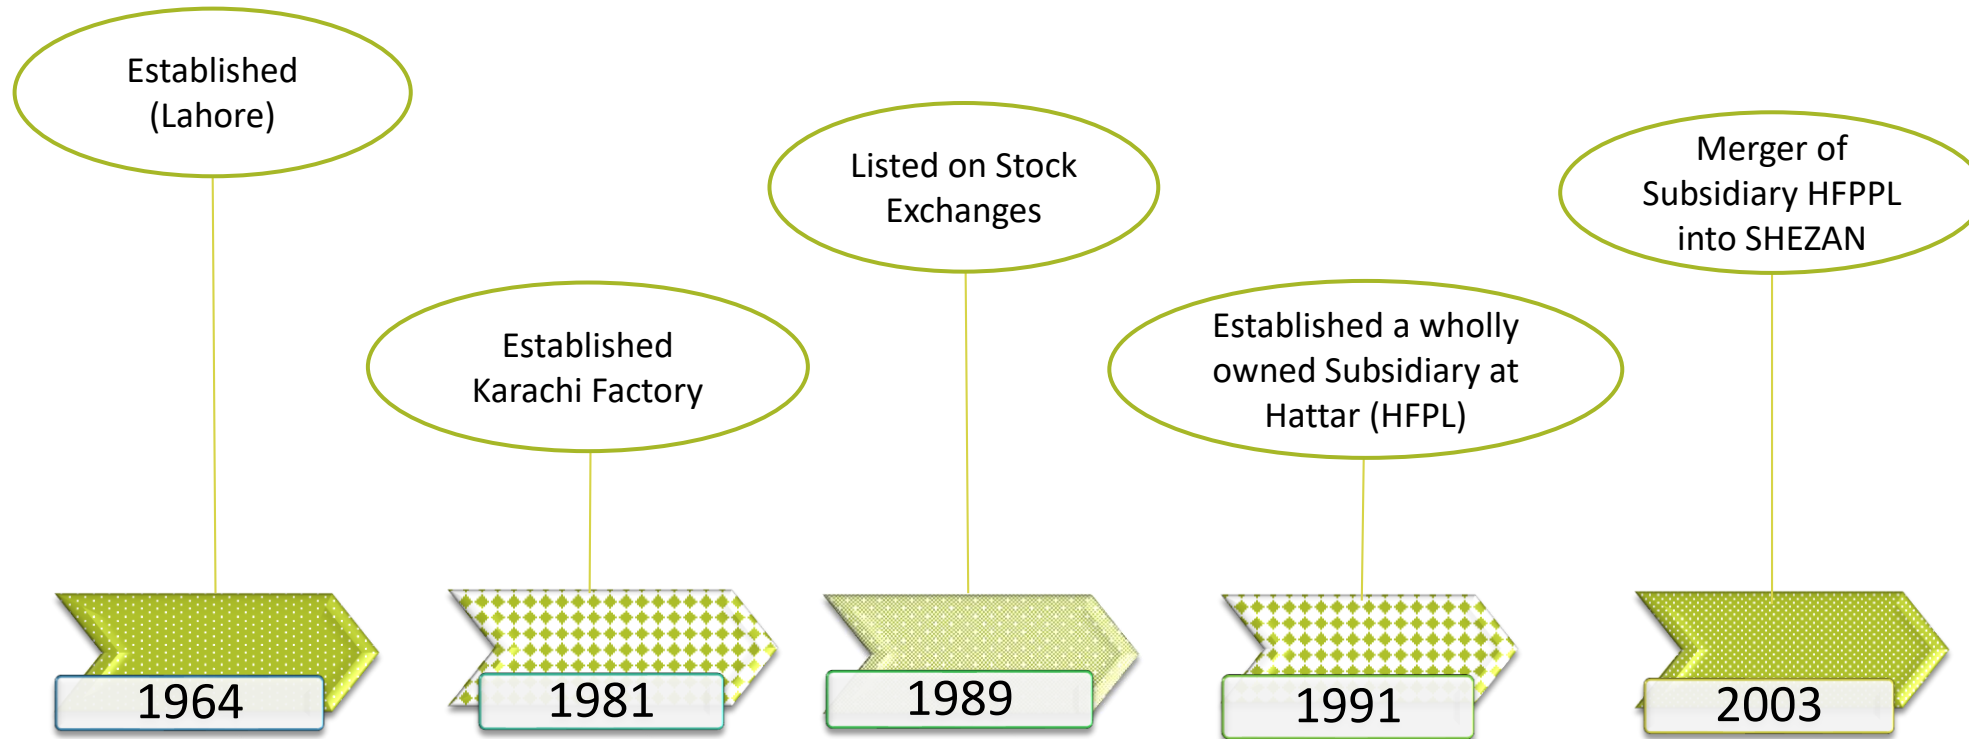 Established
(Lahore)
Established
Karachi Factory
Listed on Stock
Exchanges
Established a wholly
owned Subsidiary at
Hattar (HFPL)
Merger of
Subsidiary HFPPL
into SHEZAN
1964
1981
1989
1991
2003